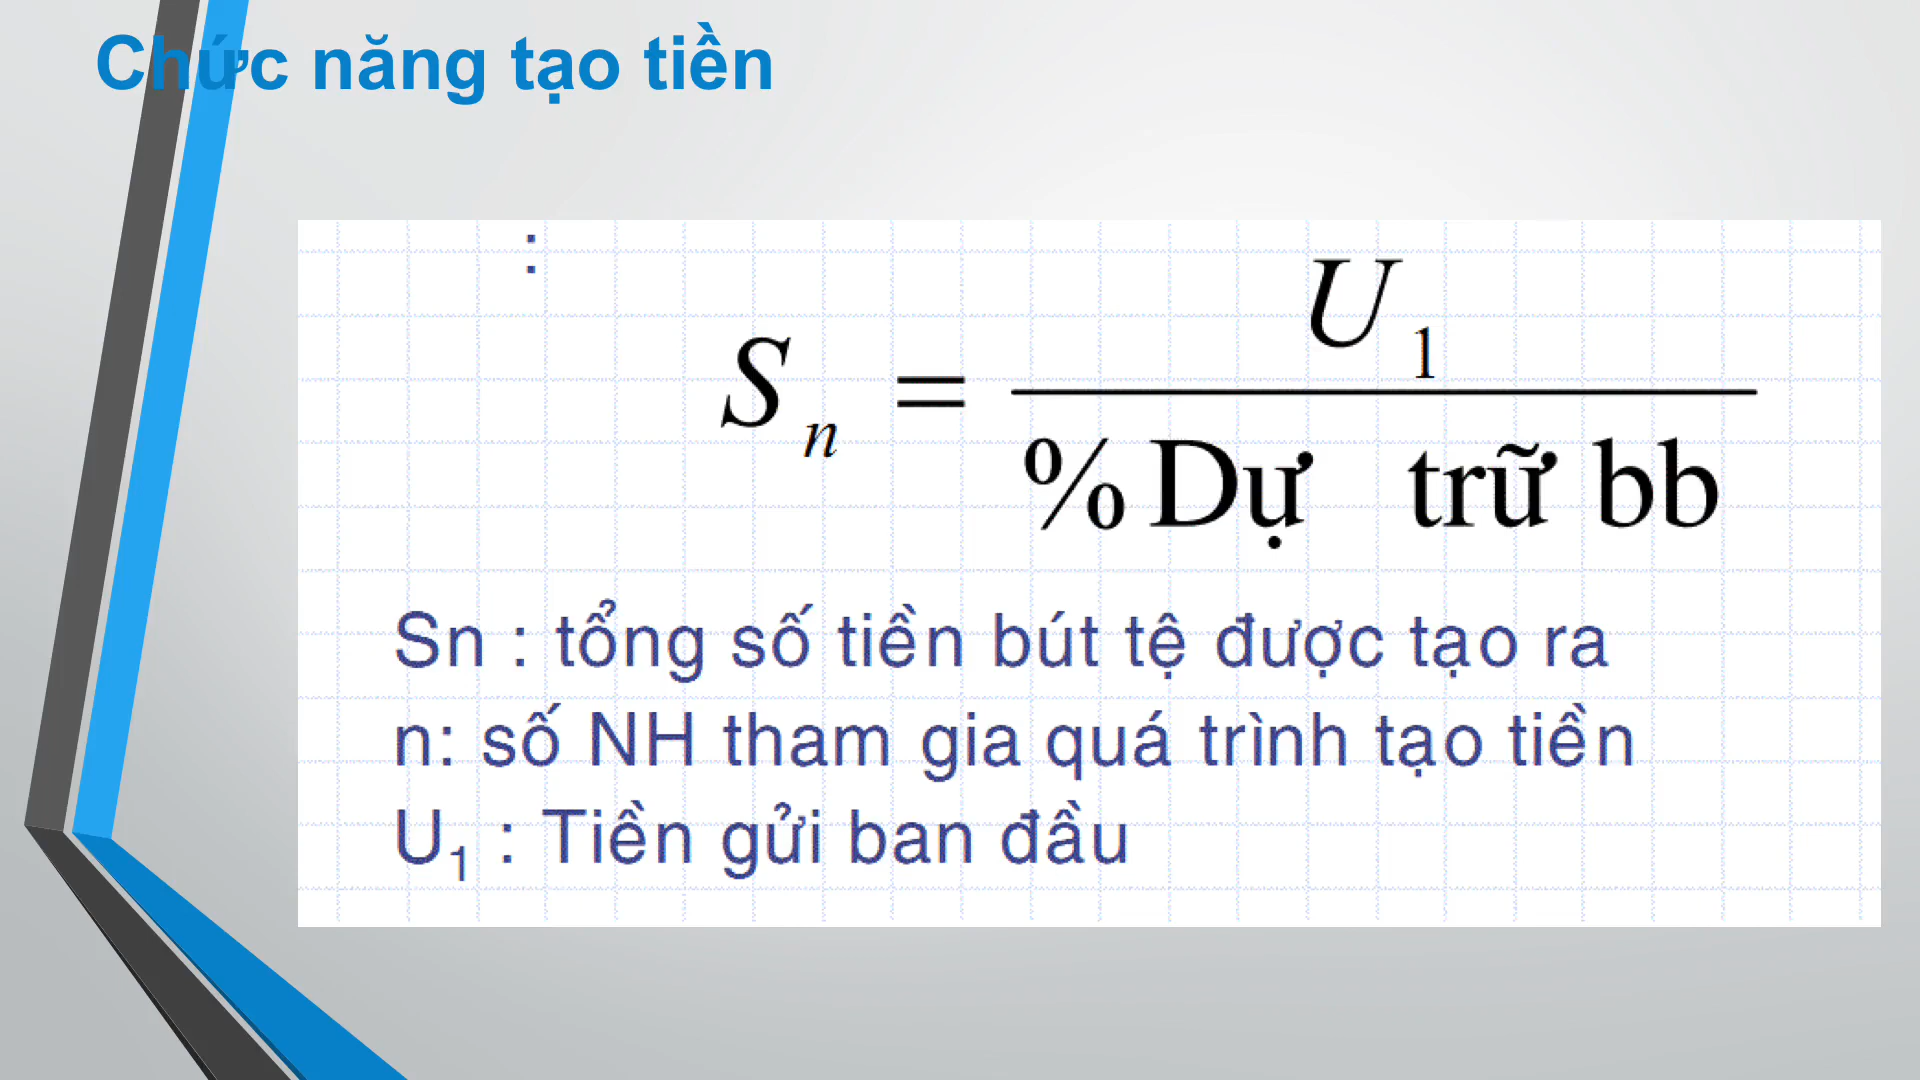 Chức năng tạo tiền
:
Sn = U1 / % Dự trữ bb
Sn : tổng số tiền bút tệ được tạo ra
n: số NH tham gia quá trình tạo tiền
U1 : Tiền gửi ban đầu